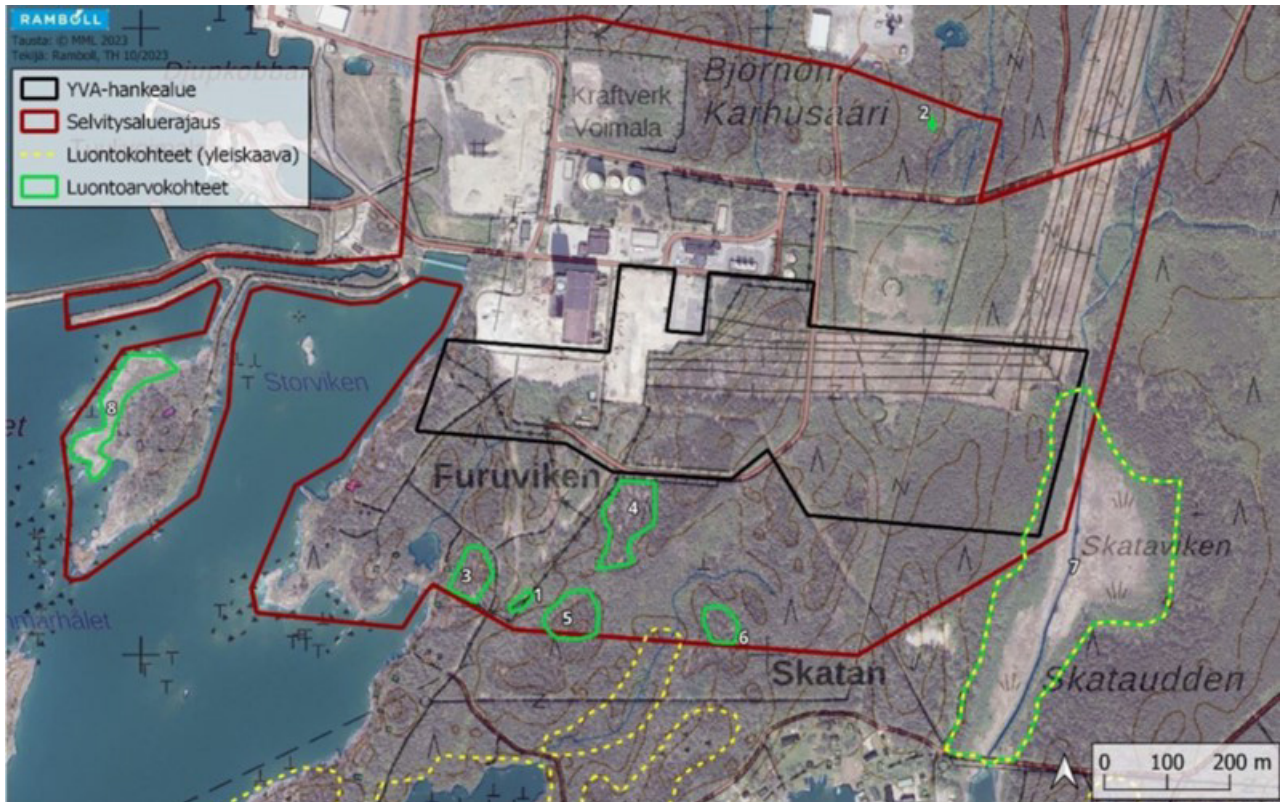 RAMBOLL
Tausta: © MML 2023
Tekijä: Ramboll, TH 10/2023
YVA-hankealue
Selvitysaluerajaus
Luontokohteet (yleiskaava)
Luontoarvokohteet
Kraftverk
Voimala
Björnön
Karhusaari
2
Storviken
8
et
Furuviken
4
3
1
5
6
Skataviken
7
Skatan
Skataudden
0 100 200 m